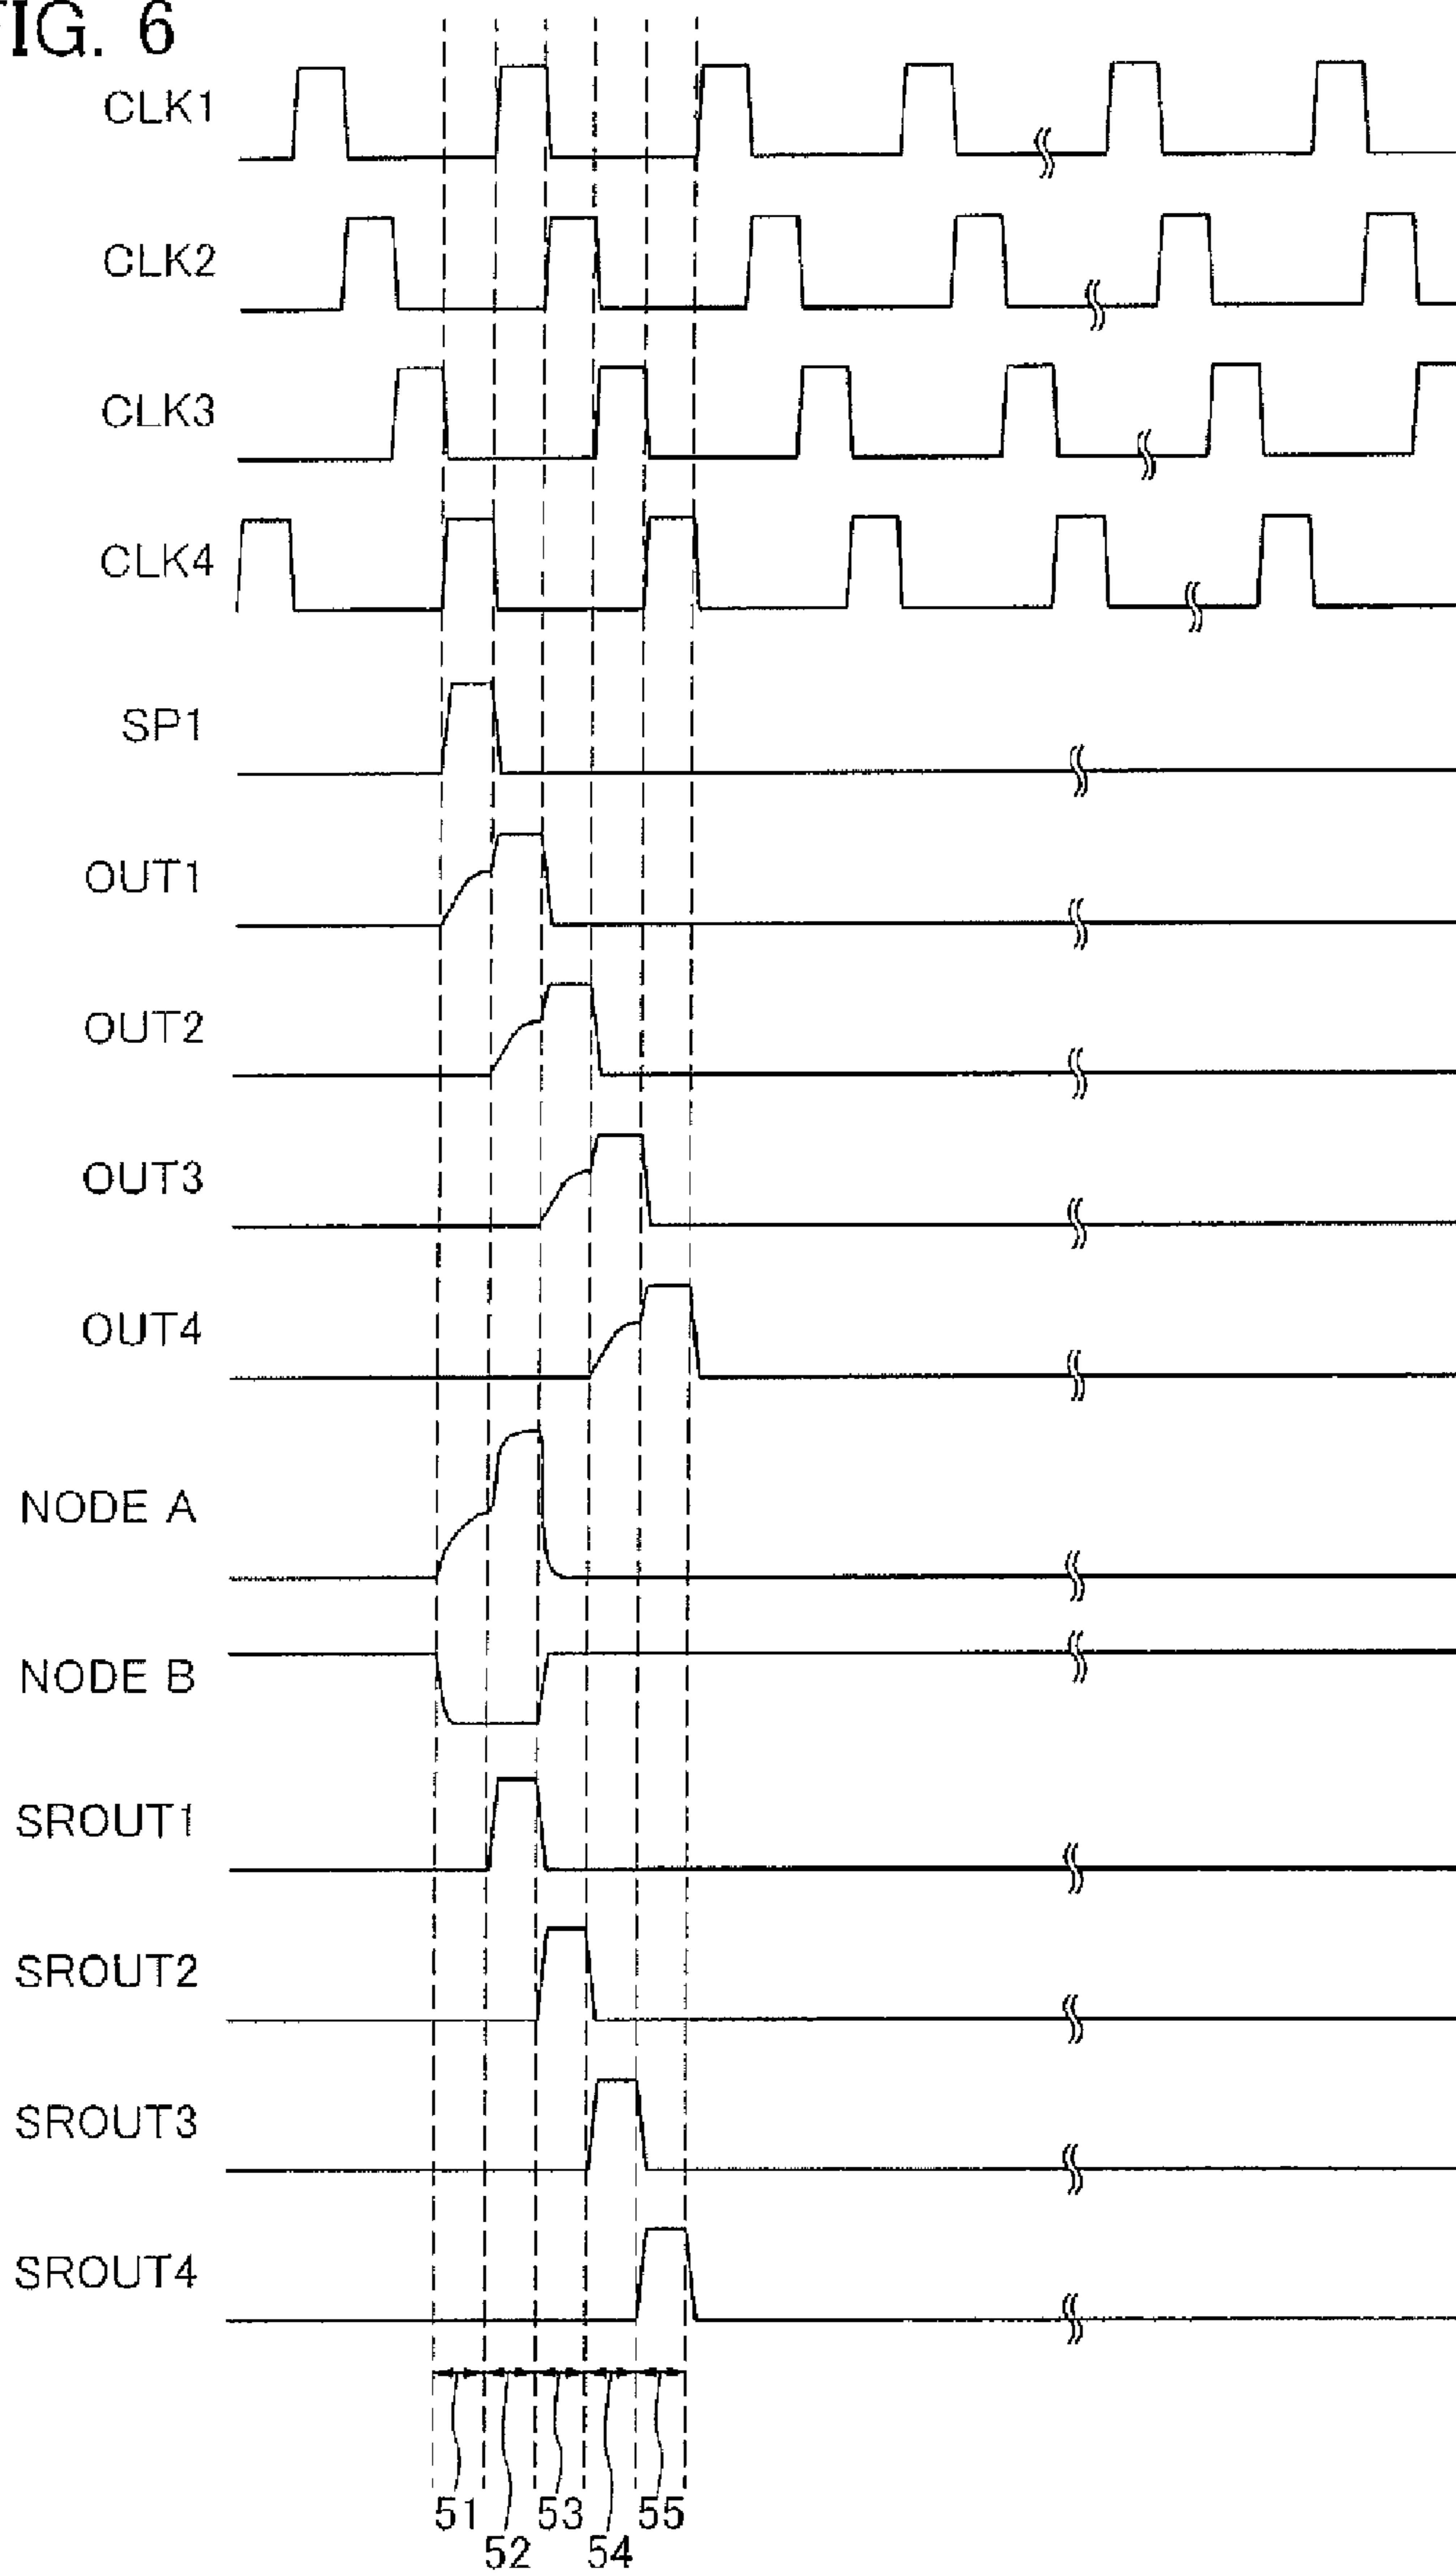 FIG. 6
CLK1
CLK2
CLK3
CLK4
SP1
OUT1
OUT2
OUT3
OUT4
NODE A
NODE B
SROUT1
SROUT2
SROUT3
SROUT4
51 52 53 54 55